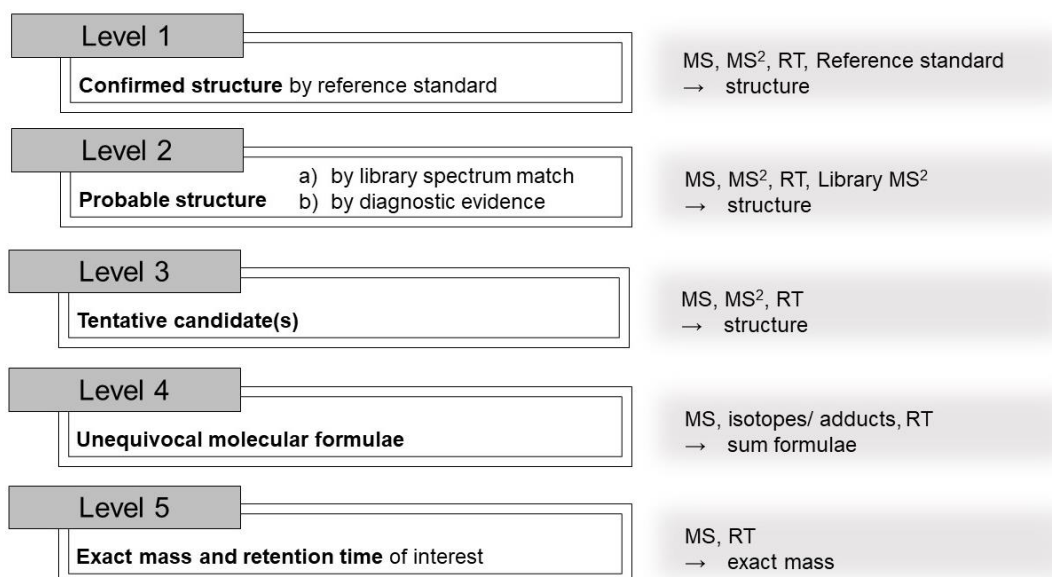 Level 1
Confirmed structure by reference standard
MS, MS², RT, Reference standard
→ structure
Level 2
Probable structure
a) by library spectrum match
b) by diagnostic evidence
MS, MS², RT, Library MS²
→ structure
Level 3
Tentative candidate(s)
MS, MS², RT
→ structure
Level 4
Unequivocal molecular formulae
MS, isotopes/ adducts, RT
→ sum formulae
Level 5
Exact mass and retention time of interest
MS, RT
→ exact mass